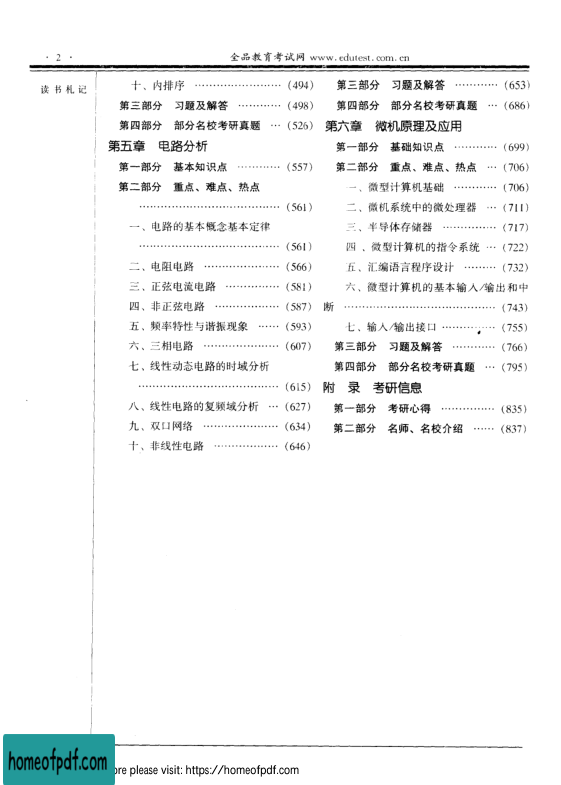 · 2 ·
全品教育考试网 www.edutest.com.cn
读书札记
十、内排序 ……………………(494)
第三部分 习题及解答 …………(498)
第四部分 部分名校考研真题 …(526)
第五章 电路分析
第一部分 基本知识点 …………(557)
第二部分 重点、难点、热点
…………………………………(561)
一、电路的基本概念基本定律
…………………………………(561)
二、电阻电路 …………………(566)
三、正弦电流电路 ……………(581)
四、非正弦电路 ………………(587)
五、频率特性与谐振现象 ……(593)
六、三相电路 …………………(607)
七、线性动态电路的时域分析
…………………………………(615)
八、线性电路的复频域分析 …(627)
九、双口网络 …………………(634)
十、非线性电路 ………………(646)
第三部分 习题及解答 …………(653)
第四部分 部分名校考研真题 …(686)
第六章 微机原理及应用
第一部分 基础知识点 …………(699)
第二部分 重点、难点、热点 …(706)
一、微型计算机基础 …………(706)
二、微机系统中的微处理器 …(711)
三、半导体存储器 ……………(717)
四、微型计算机的指令系统 …(722)
五、汇编语言程序设计 ………(732)
六、微型计算机的基本输入/输出和中
断 ……………………………………(743)
七、输入/输出接口 ……………(755)
第三部分 习题及解答 …………(766)
第四部分 部分名校考研真题 …(795)
附 录 考研信息
第一部分 考研心得 ……………(835)
第二部分 名师、名校介绍 ……(837)
homeofpdf.com
ore please visit: https://homeofpdf.com